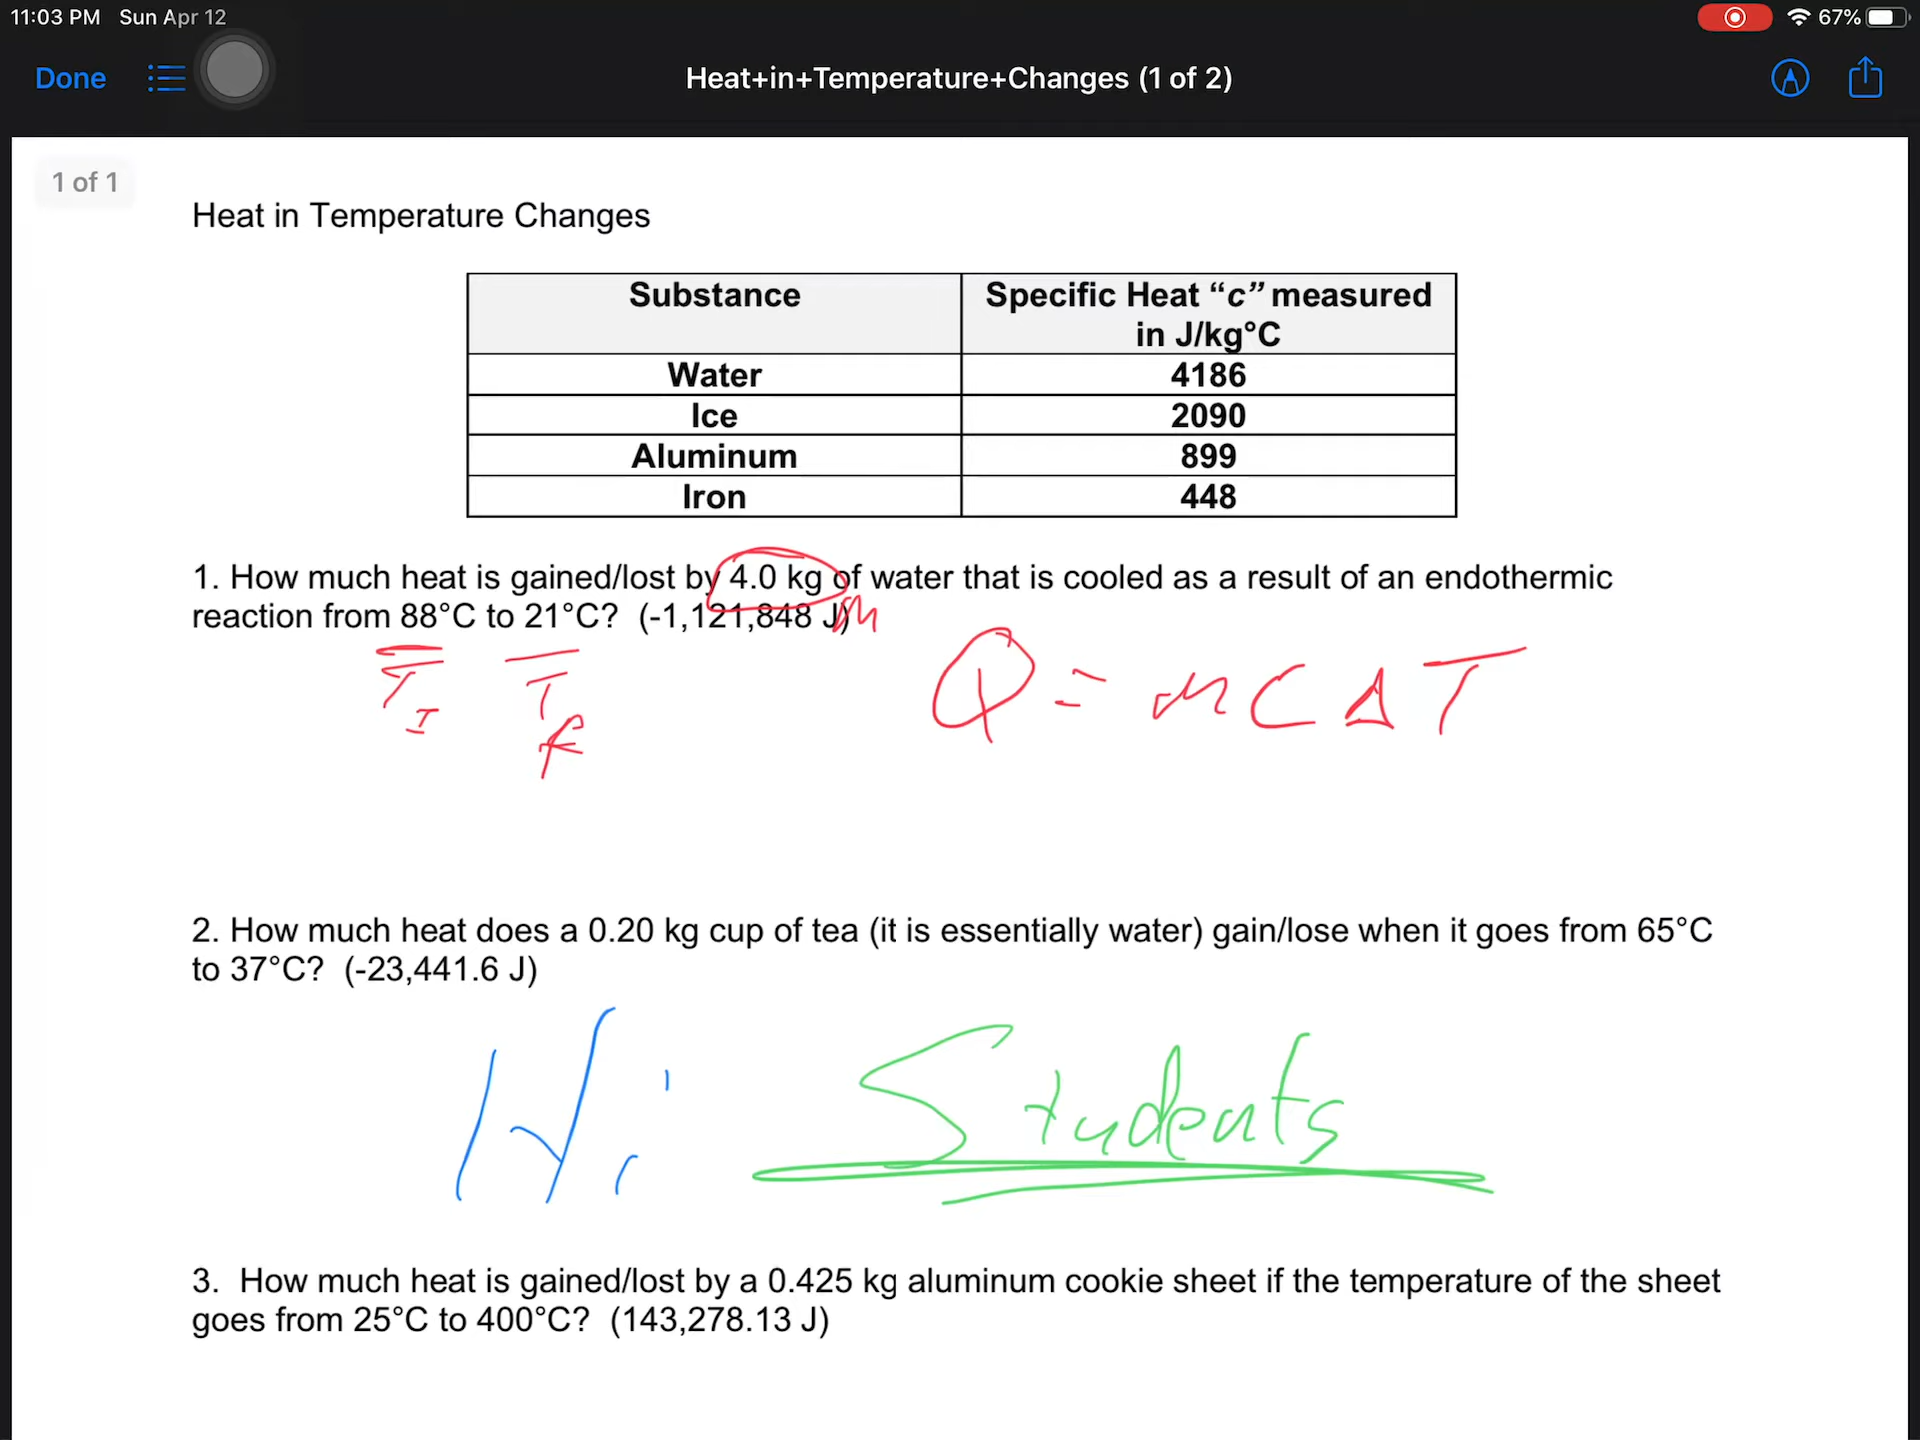 11:03 PM Sun Apr 12
67%
Done
Heat+in+Temperature+Changes (1 of 2)
1 of 1
Heat in Temperature Changes
Substance
Specific Heat “c” measured
in J/kg°C
Water 4186
Ice 2090
Aluminum 899
Iron 448
1. How much heat is gained/lost by 4.0 kg of water that is cooled as a result of an endothermic
reaction from 88°C to 21°C? (-1,121,848 J)
m
T_I T_f
Q = mCΔT
2. How much heat does a 0.20 kg cup of tea (it is essentially water) gain/lose when it goes from 65°C
to 37°C? (-23,441.6 J)
Hi Students
3. How much heat is gained/lost by a 0.425 kg aluminum cookie sheet if the temperature of the sheet
goes from 25°C to 400°C? (143,278.13 J)